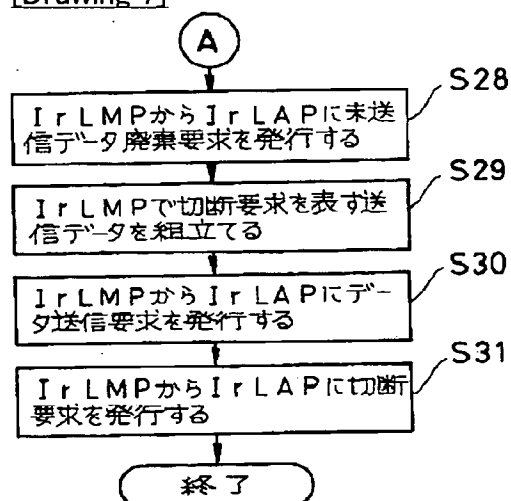 [Drawing 7]
A
S28
IrLMPからIrLAPに未送
信データ廃棄要求を発行する
S29
IrLMPで切断要求を表す送
信データを組立てる
S30
IrLMPからIrLAPにデー
タ送信要求を発行する
S31
IrLMPからIrLAPに切断
要求を発行する
終了